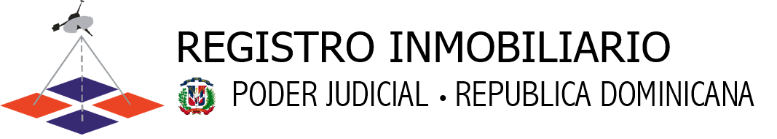 REGISTRO INMOBILIARIO
PODER JUDICIAL • REPUBLICA DOMINICANA